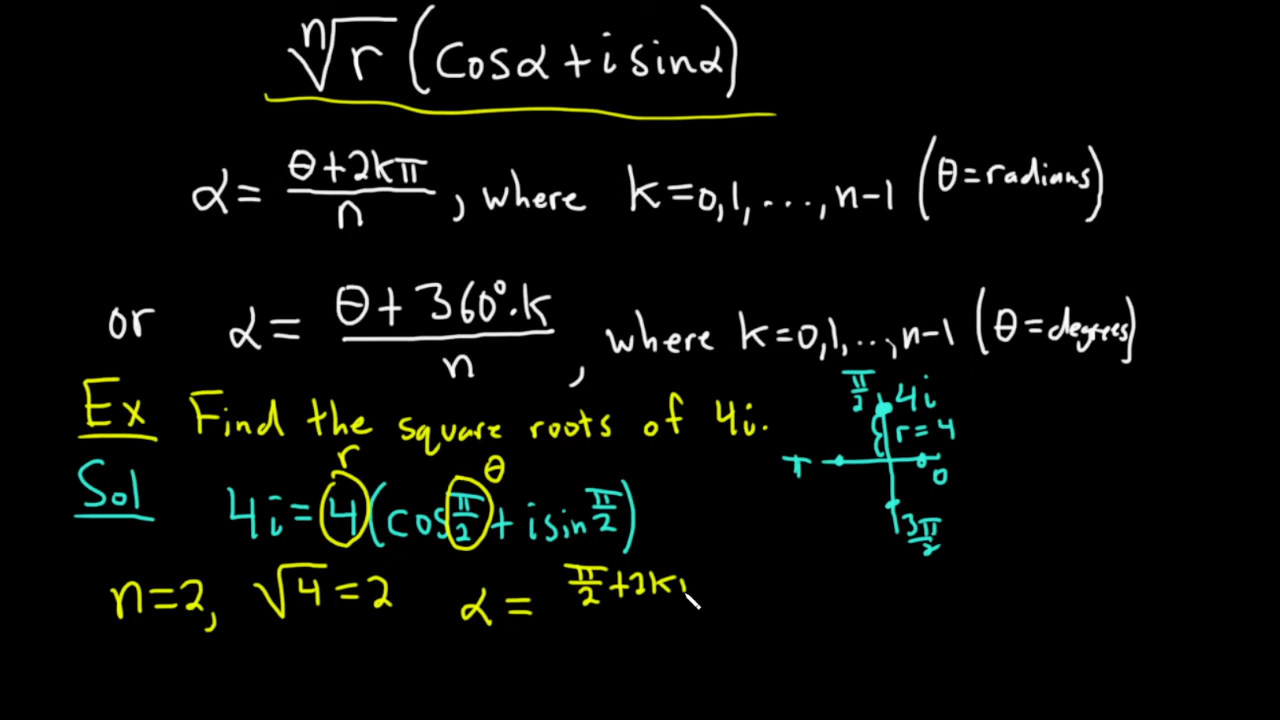 ⁿ√r (cosα + i sinα)
α = (θ + 2kπ)/n , where k = 0, 1, ..., n-1 (θ = radians)
or α = (θ + 360°·k)/n , where k = 0, 1, ..., n-1 (θ = degrees)
Ex Find the square roots of 4i.
π/2 4i
r = 4
π 0
3π/2
r θ
Sol 4i = 4(cos π/2 + i sin π/2)
n = 2, √4 = 2 α = π/2 + 2k